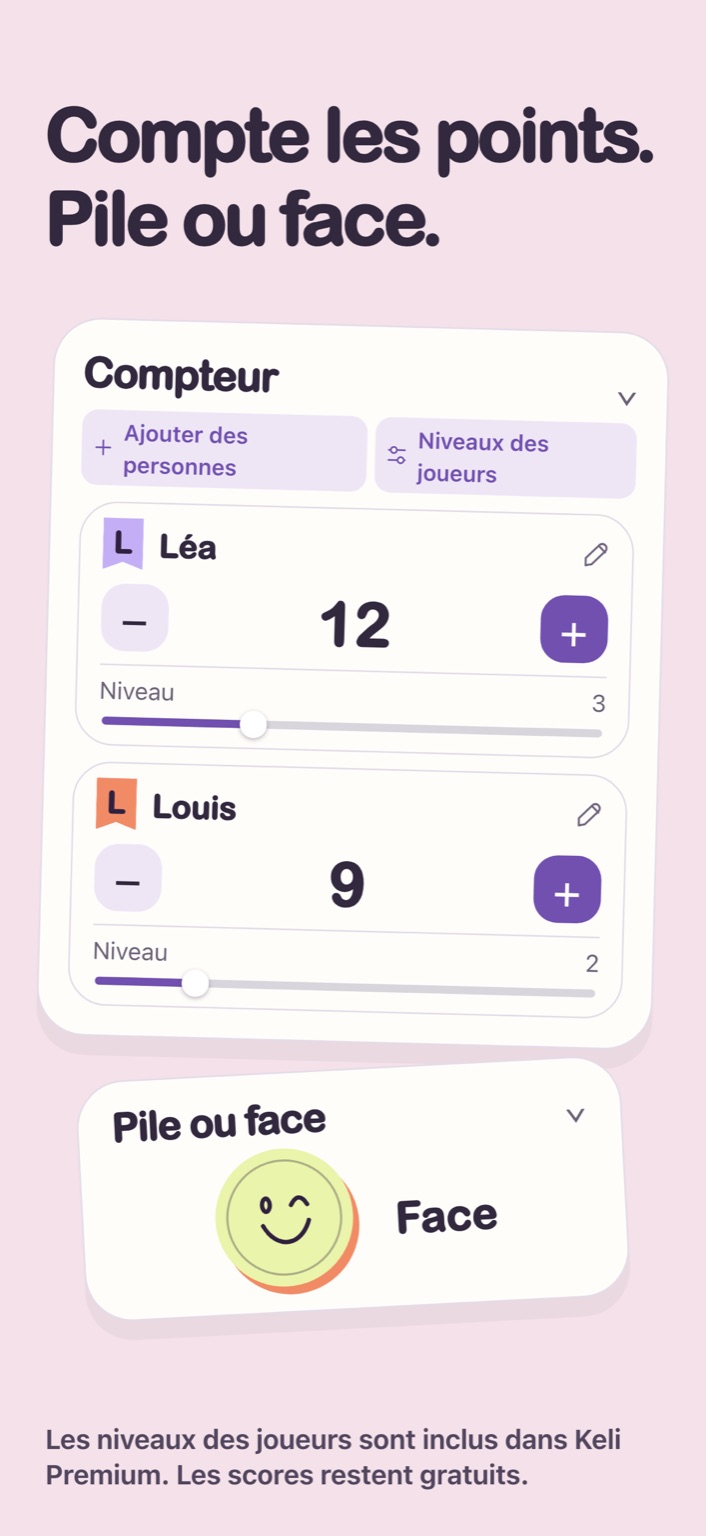 Compte les points.
Pile ou face.
Compteur
+ Ajouter des
personnes
Niveaux des
joueurs
L Léa
– 12 +
Niveau 3
L Louis
– 9 +
Niveau 2
Pile ou face
Face
Les niveaux des joueurs sont inclus dans Keli
Premium. Les scores restent gratuits.